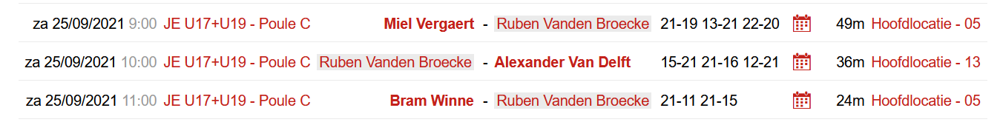 za 25/09/2021 9:00 JE U17+U19 - Poule C Miel Vergaert - Ruben Vanden Broecke 21-19 13-21 22-20 49m Hoofdlocatie - 05
za 25/09/2021 10:00 JE U17+U19 - Poule C Ruben Vanden Broecke - Alexander Van Delft 15-21 21-16 12-21 36m Hoofdlocatie - 13
za 25/09/2021 11:00 JE U17+U19 - Poule C Bram Winne - Ruben Vanden Broecke 21-11 21-15 24m Hoofdlocatie - 05